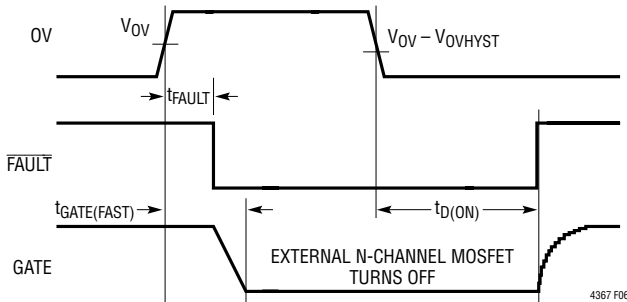 OV
V_OV
V_OV – V_OVHYST
t_FAULT
FAULT
t_GATE(FAST)
t_D(ON)
GATE
EXTERNAL N-CHANNEL MOSFET
TURNS OFF
4367 F06